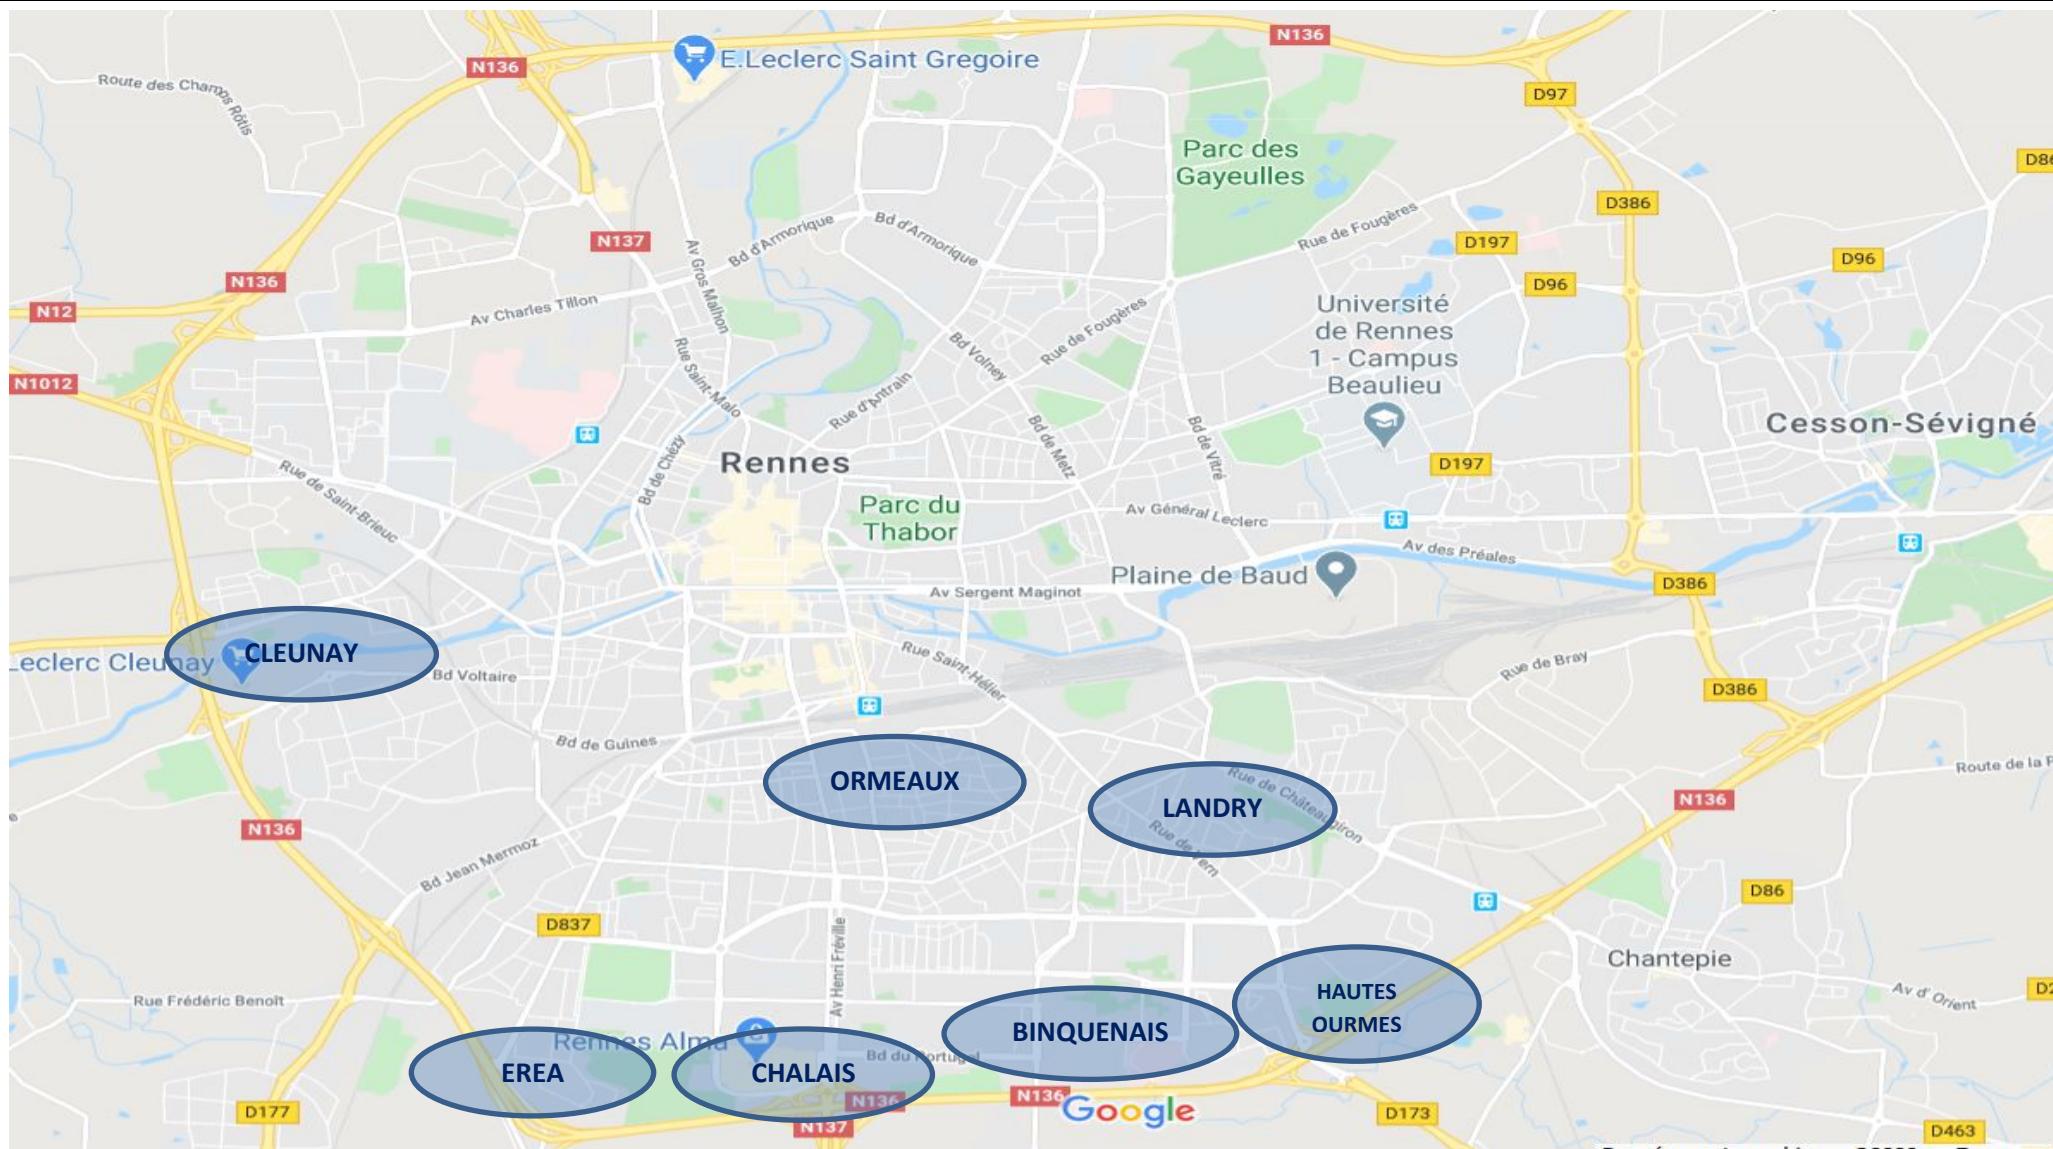 N136
E.Leclerc Saint Gregoire
N136
Route des Champs Rôtis
D97
Parc des
Gayeulles
D386
Rue de Fougères
N137
Av Gros Malhon
Bd d'Armorique
Bd d'Armorique
D197
D96
D96
N136
N12
Av Charles Tillon
Université
de Rennes
1 - Campus
Beaulieu
Rue de Fougères
Bd Volney
Rue Saint-Malo
Rue d'Antrain
N1012
Bd de Metz
Bd de Vitré
Cesson-Sévigné
Bd de Chézy
Rennes
D197
Rue de Saint-Brieuc
Parc du
Thabor
Av Général Leclerc
Av des Préales
Plaine de Baud
D386
Av Sergent Maginot
CLEUNAY
Leclerc Cleunay
Bd Voltaire
Rue Saint-Hélier
Rue de Bray
D386
Bd de Guines
ORMEAUX
LANDRY
Rue de Châteaugiron
Route de la
N136
N136
Rue de Vern
Bd Jean Mermoz
D86
D837
Av Henri Fréville
Chantepie
HAUTES
OURMES
Av d'Orient
Rue Frédéric Benoît
BINQUENAIS
Rennes Alma
Bd du Portugal
EREA
CHALAIS
N136
N136
Google
D177
N137
D173
D463